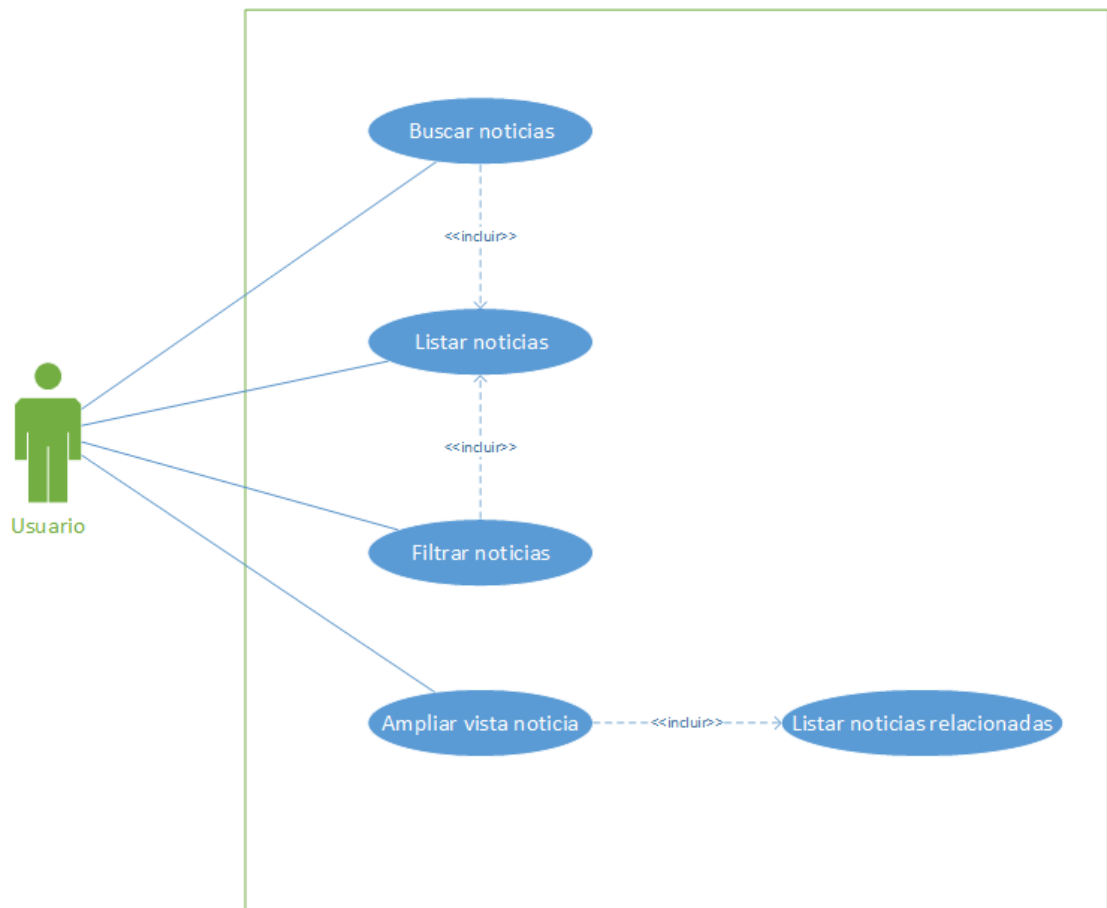 Buscar noticias
<<incluir>>
Listar noticias
<<incluir>>
Usuario
Filtrar noticias
Ampliar vista noticia
<<incluir>>
Listar noticias relacionadas